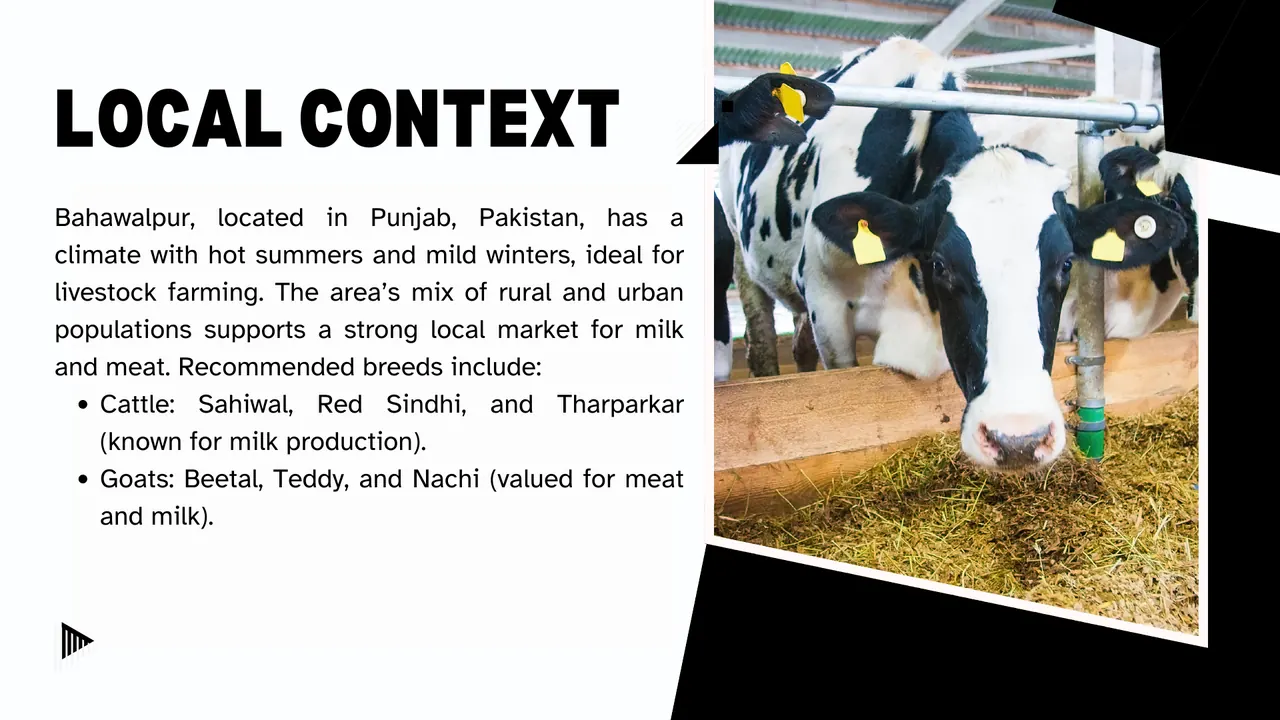 LOCAL CONTEXT
Bahawalpur, located in Punjab, Pakistan, has a
climate with hot summers and mild winters, ideal for
livestock farming. The area’s mix of rural and urban
populations supports a strong local market for milk
and meat. Recommended breeds include:
• Cattle: Sahiwal, Red Sindhi, and Tharparkar
(known for milk production).
• Goats: Beetal, Teddy, and Nachi (valued for meat
and milk).